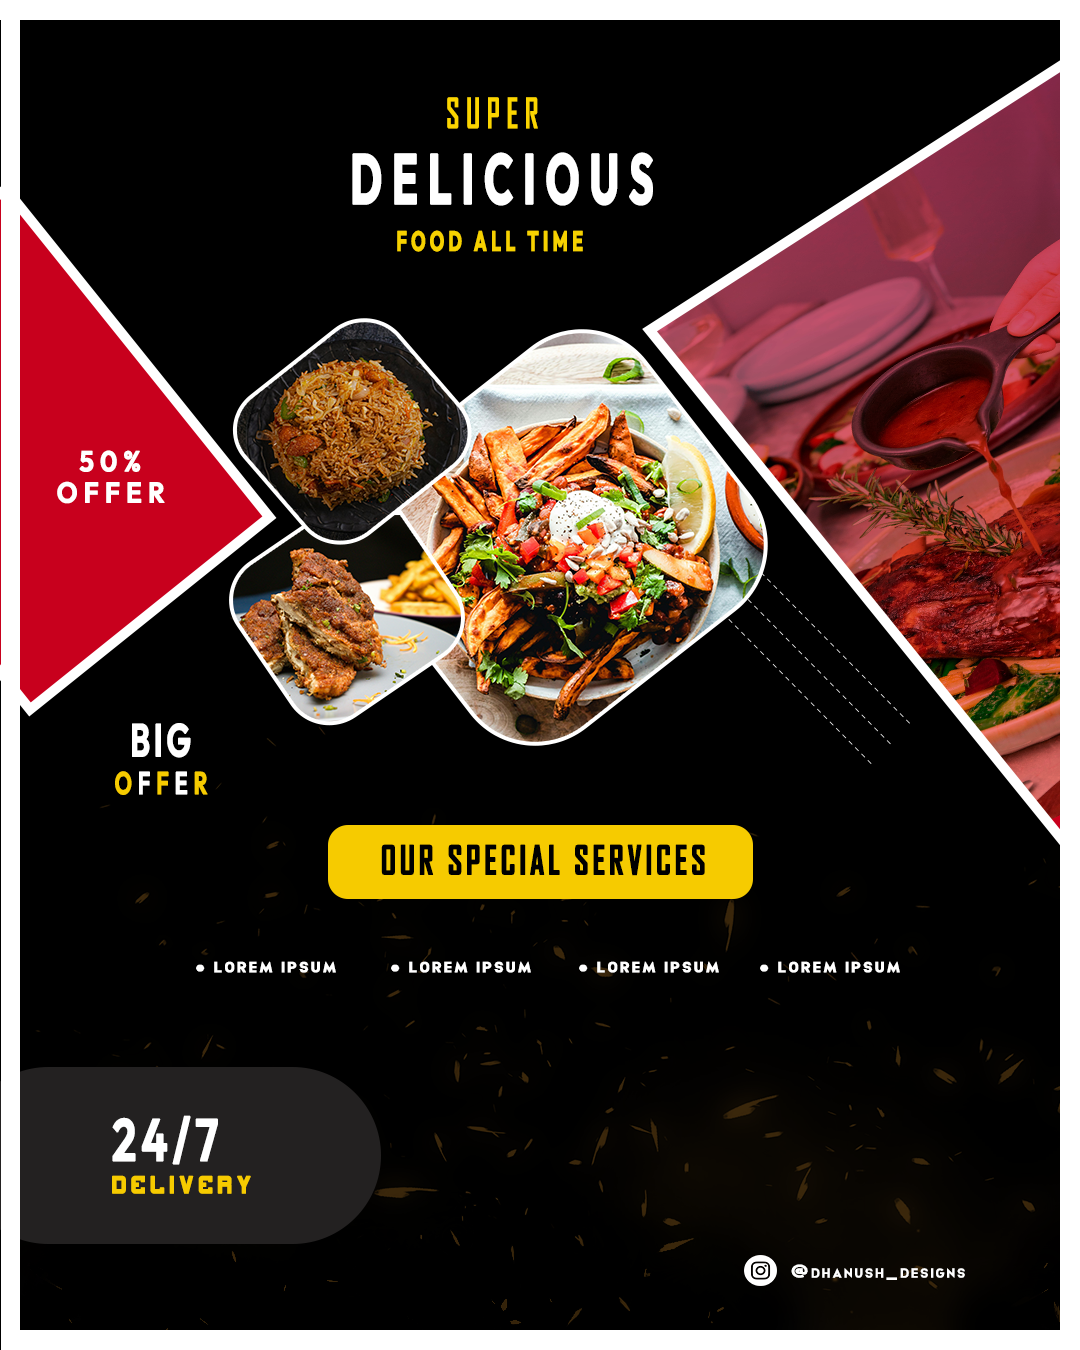 SUPER
DELICIOUS
FOOD ALL TIME
50%
OFFER
BIG
OFFER
OUR SPECIAL SERVICES
• LOREM IPSUM • LOREM IPSUM • LOREM IPSUM • LOREM IPSUM
24/7
DELIVERY
@DHANUSH_DESIGNS